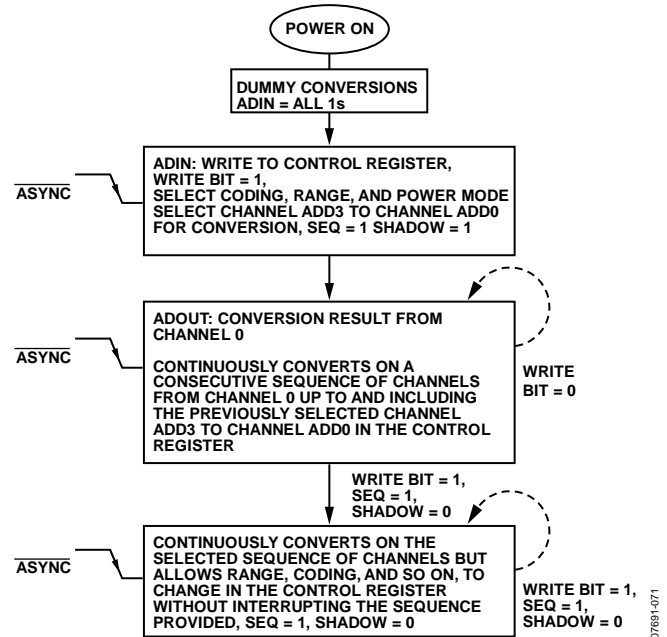 POWER ON
DUMMY CONVERSIONS
ADIN = ALL 1s
ASYNC
ADIN: WRITE TO CONTROL REGISTER,
WRITE BIT = 1,
SELECT CODING, RANGE, AND POWER MODE
SELECT CHANNEL ADD3 TO CHANNEL ADD0
FOR CONVERSION, SEQ = 1 SHADOW = 1
ASYNC
ADOUT: CONVERSION RESULT FROM
CHANNEL 0
CONTINUOUSLY CONVERTS ON A
CONSECUTIVE SEQUENCE OF CHANNELS
FROM CHANNEL 0 UP TO AND INCLUDING
THE PREVIOUSLY SELECTED CHANNEL
ADD3 TO CHANNEL ADD0 IN THE CONTROL
REGISTER
WRITE
BIT = 0
WRITE BIT = 1,
SEQ = 1,
SHADOW = 0
ASYNC
CONTINUOUSLY CONVERTS ON THE
SELECTED SEQUENCE OF CHANNELS BUT
ALLOWS RANGE, CODING, AND SO ON, TO
CHANGE IN THE CONTROL REGISTER
WITHOUT INTERRUPTING THE SEQUENCE
PROVIDED, SEQ = 1, SHADOW = 0
WRITE BIT = 1,
SEQ = 1,
SHADOW = 0